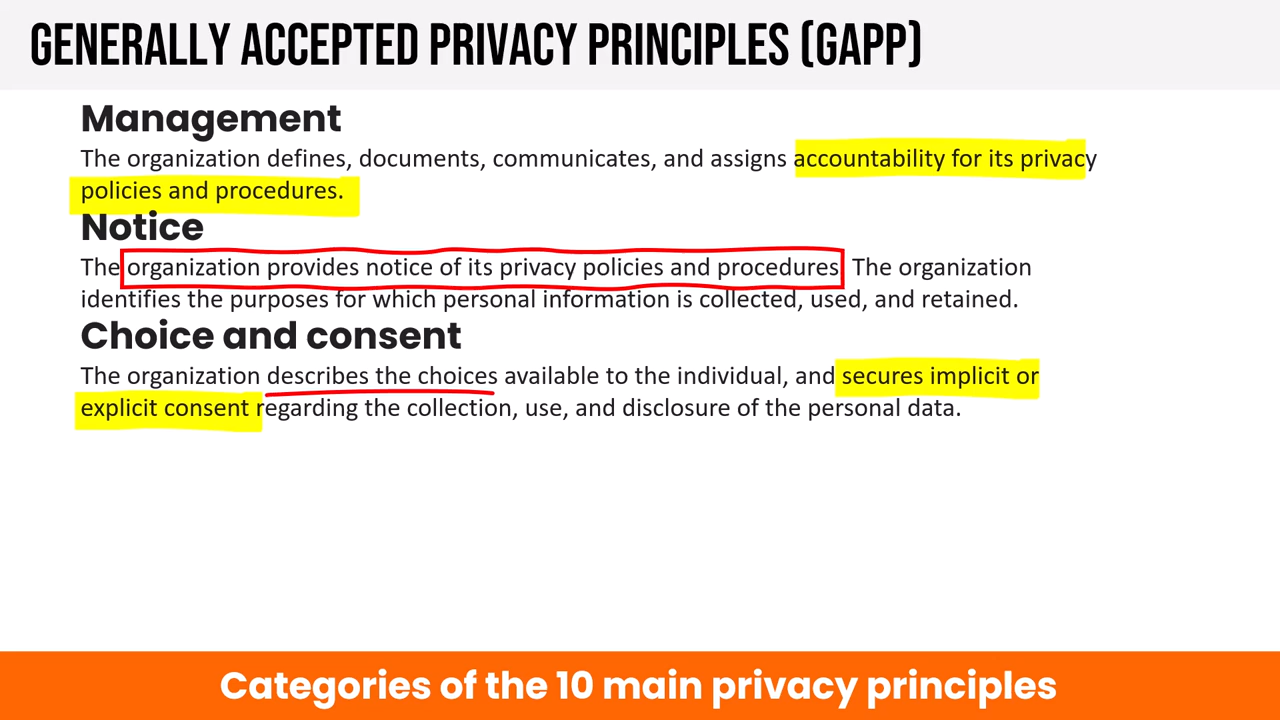 GENERALLY ACCEPTED PRIVACY PRINCIPLES (GAPP)
Management
The organization defines, documents, communicates, and assigns accountability for its privacy
policies and procedures.
Notice
The organization provides notice of its privacy policies and procedures. The organization
identifies the purposes for which personal information is collected, used, and retained.
Choice and consent
The organization describes the choices available to the individual, and secures implicit or
explicit consent regarding the collection, use, and disclosure of the personal data.
Categories of the 10 main privacy principles